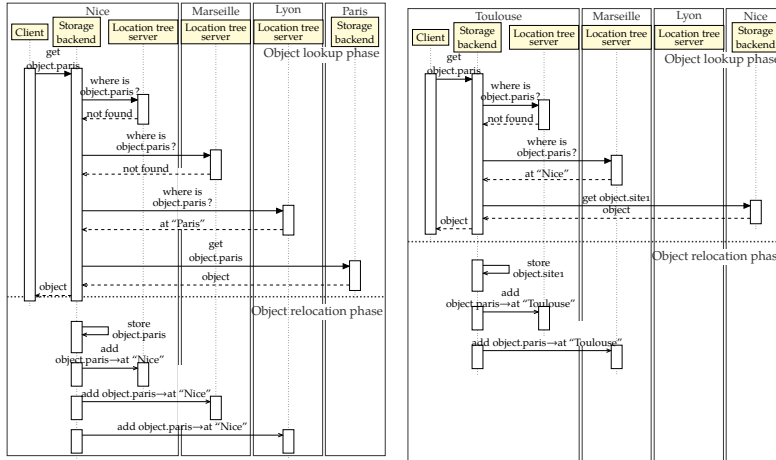 Nice
Marseille
Lyon
Paris
Client
Storage
backend
Location tree
server
Location tree
server
Location tree
server
Storage
backend
Object lookup phase
get
object.paris
where is
object.paris?
not found
where is
object.paris?
not found
where is
object.paris?
at “Paris”
get
object.paris
object
object
Object relocation phase
store
object.paris
add
object.paris→at “Nice”
add object.paris→at “Nice”
add object.paris→at “Nice”
Toulouse
Marseille
Lyon
Nice
Client
Storage
backend
Location tree
server
Location tree
server
Location tree
server
Storage
backend
Object lookup phase
get
object.paris
where is
object.paris?
not found
where is
object.paris?
at “Nice”
get object.site1
object
object
Object relocation phase
store
object.site1
add
object.paris→at “Toulouse”
add object.paris→at “Toulouse”